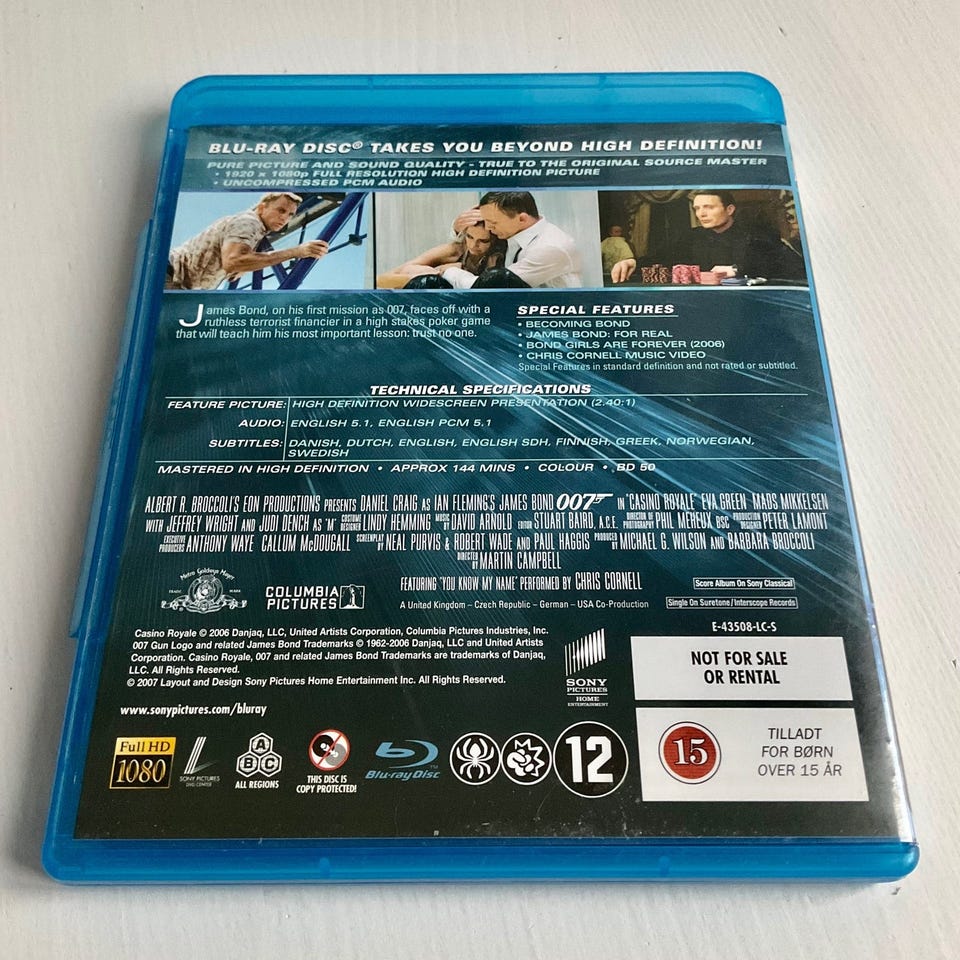 BLU-RAY DISC® TAKES YOU BEYOND HIGH DEFINITION!
PURE PICTURE AND SOUND QUALITY - TRUE TO THE ORIGINAL SOURCE MASTER
• 1920 x 1080p FULL RESOLUTION HIGH DEFINITION PICTURE
• UNCOMPRESSED PCM AUDIO
James Bond, on his first mission as 007, faces off with a
ruthless terrorist financier in a high stakes poker game
that will teach him his most important lesson: trust no one.
SPECIAL FEATURES
• BECOMING BOND
• JAMES BOND: FOR REAL
• BOND GIRLS ARE FOREVER (2006)
• CHRIS CORNELL MUSIC VIDEO
Special Features in standard definition and not rated or subtitled.
TECHNICAL SPECIFICATIONS
FEATURE PICTURE: HIGH DEFINITION WIDESCREEN PRESENTATION (2.40:1)
AUDIO: ENGLISH 5.1, ENGLISH PCM 5.1
SUBTITLES: DANISH, DUTCH, ENGLISH, ENGLISH SDH, FINNISH, GREEK, NORWEGIAN,
SWEDISH
MASTERED IN HIGH DEFINITION • APPROX 144 MINS • COLOUR • BD 50
ALBERT R. BROCCOLI'S EON PRODUCTIONS PRESENTS DANIEL CRAIG AS IAN FLEMING'S JAMES BOND 007 IN "CASINO ROYALE" EVA GREEN MADS MIKKELSEN
WITH JEFFREY WRIGHT AND JUDI DENCH AS "M" COSTUME DESIGNER LINDY HEMMING MUSIC BY DAVID ARNOLD EDITOR STUART BAIRD, A.C.E. DIRECTOR OF PHOTOGRAPHY PHIL MEHEUX BSC PRODUCTION DESIGNER PETER LAMONT
EXECUTIVE PRODUCERS ANTHONY WAYE CALLUM McDOUGALL SCREENPLAY BY NEAL PURVIS & ROBERT WADE AND PAUL HAGGIS PRODUCED BY MICHAEL G. WILSON AND BARBARA BROCCOLI
DIRECTED BY MARTIN CAMPBELL
FEATURING "YOU KNOW MY NAME" PERFORMED BY CHRIS CORNELL
Metro Goldwyn Mayer
TRADE MARK
COLUMBIA
PICTURES
A United Kingdom – Czech Republic – German – USA Co-Production
Score Album On Sony Classical
Single On Suretone/Interscope Records
Casino Royale © 2006 Danjaq, LLC, United Artists Corporation, Columbia Pictures Industries, Inc.
007 Gun Logo and related James Bond Trademarks © 1962-2006 Danjaq, LLC and United Artists
Corporation. Casino Royale, 007 and related James Bond Trademarks are trademarks of Danjaq,
LLC. All Rights Reserved.
© 2007 Layout and Design Sony Pictures Home Entertainment Inc. All Rights Reserved.
www.sonypictures.com/bluray
SONY
PICTURES
HOME
ENTERTAINMENT
E-43508-LC-S
NOT FOR SALE
OR RENTAL
Full HD
1080
SONY PICTURES
DVD CENTER
A
B C
ALL REGIONS
THIS DISC IS
COPY PROTECTED!
Blu-ray Disc™
12
15
TILLADT
FOR BØRN
OVER 15 ÅR